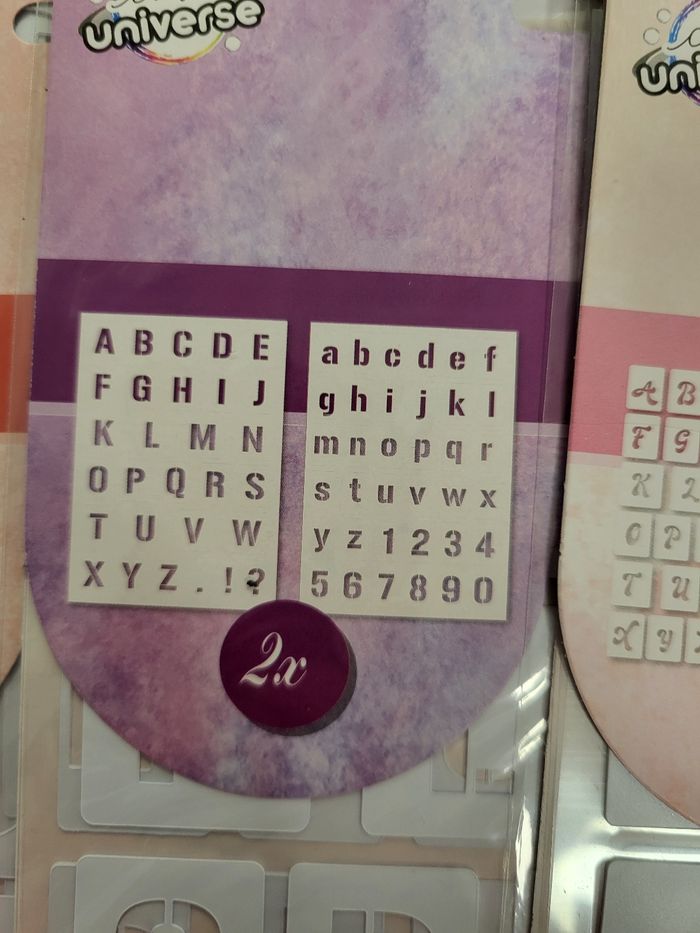 universe
A B C D E
F G H I J
K L M N
O P Q R S
T U V W
X Y Z . ! ?
a b c d e f
g h i j k l
m n o p q r
s t u v w x
y z 1 2 3 4
5 6 7 8 9 0
2x
A B
F G
K L
O P
T U
X Y